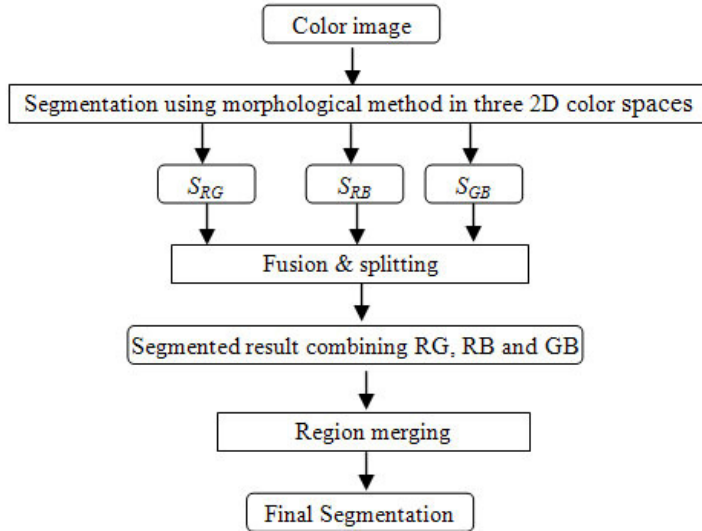 Color image
Segmentation using morphological method in three 2D color spaces
S_RG S_RB S_GB
Fusion & splitting
Segmented result combining RG, RB and GB
Region merging
Final Segmentation